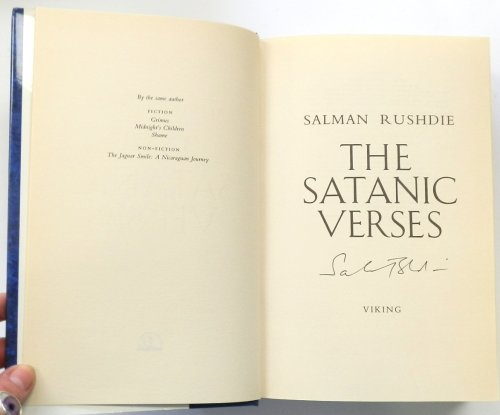 By the same author
FICTION
Grimus
Midnight's Children
Shame
NON-FICTION
The Jaguar Smile: A Nicaraguan Journey
SALMAN RUSHDIE
THE
SATANIC
VERSES
VIKING